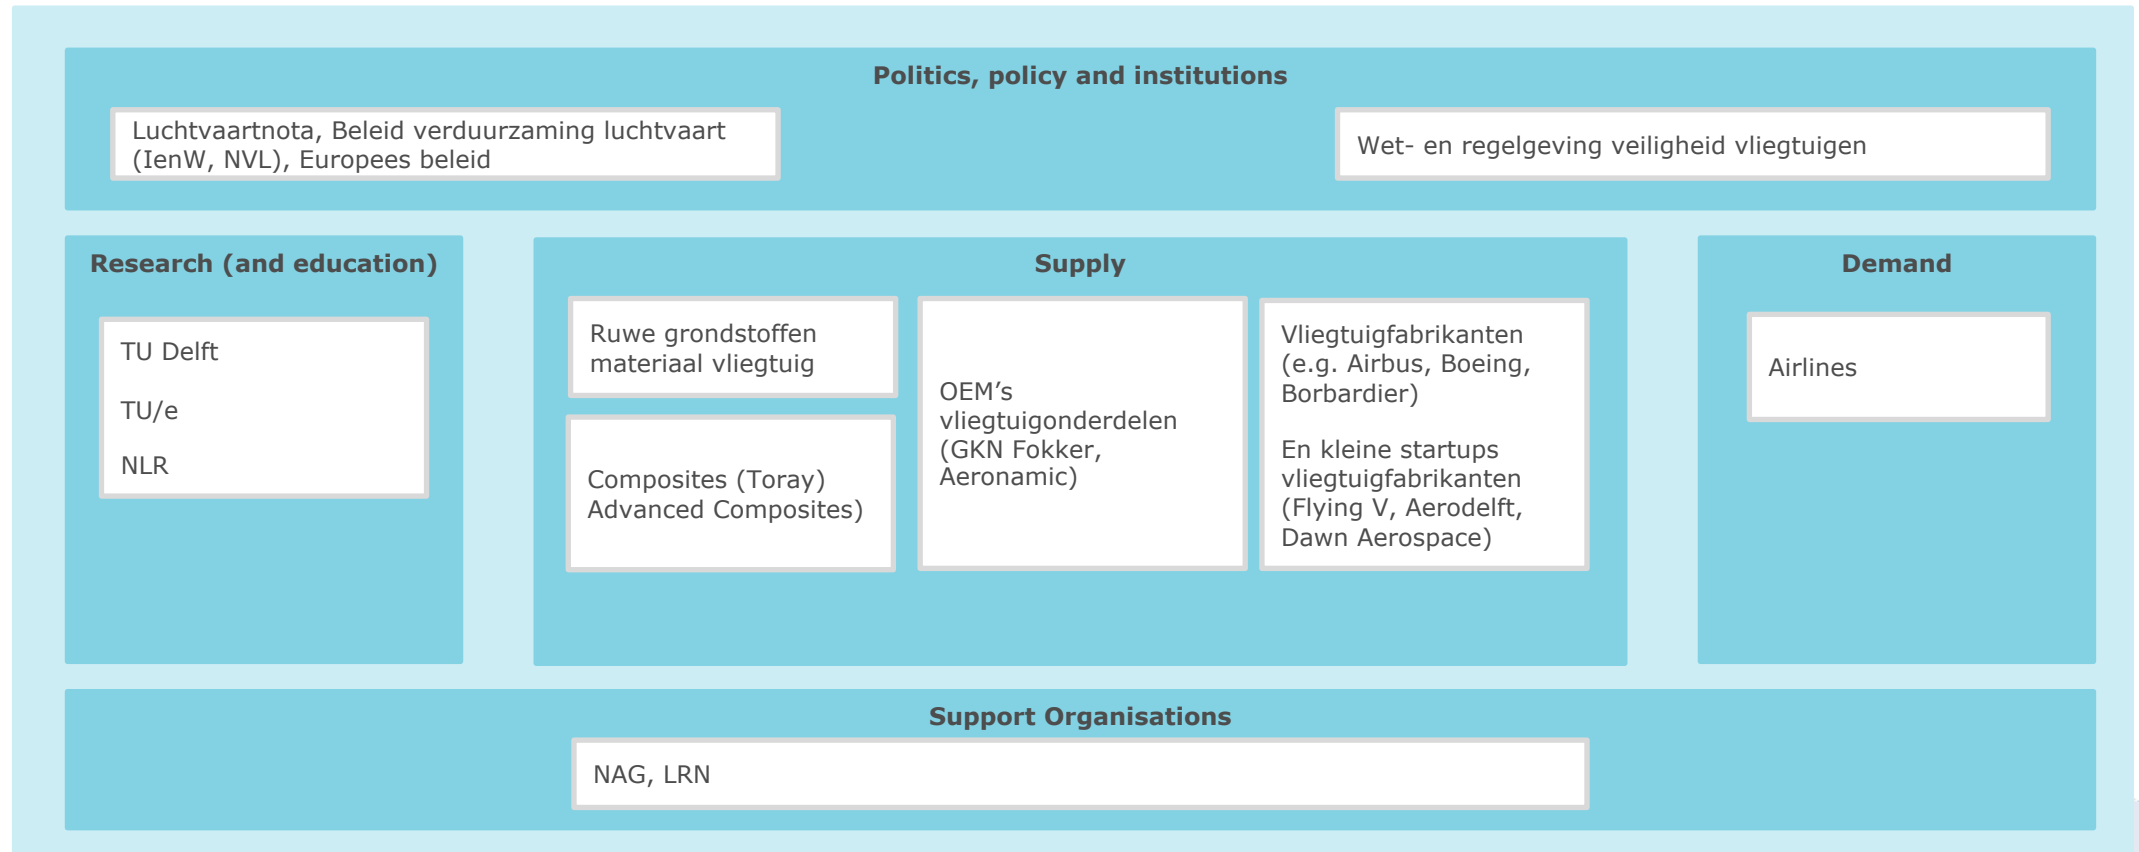 Politics, policy and institutions
Luchtvaartnota, Beleid verduurzaming luchtvaart
(IenW, NVL), Europees beleid
Wet- en regelgeving veiligheid vliegtuigen
Research (and education)
TU Delft
TU/e
NLR
Supply
Ruwe grondstoffen
materiaal vliegtuig
Composites (Toray)
Advanced Composites)
OEM’s
vliegtuigonderdelen
(GKN Fokker,
Aeronamic)
Vliegtuigfabrikanten
(e.g. Airbus, Boeing,
Borbardier)
En kleine startups
vliegtuigfabrikanten
(Flying V, Aerodelft,
Dawn Aerospace)
Demand
Airlines
Support Organisations
NAG, LRN